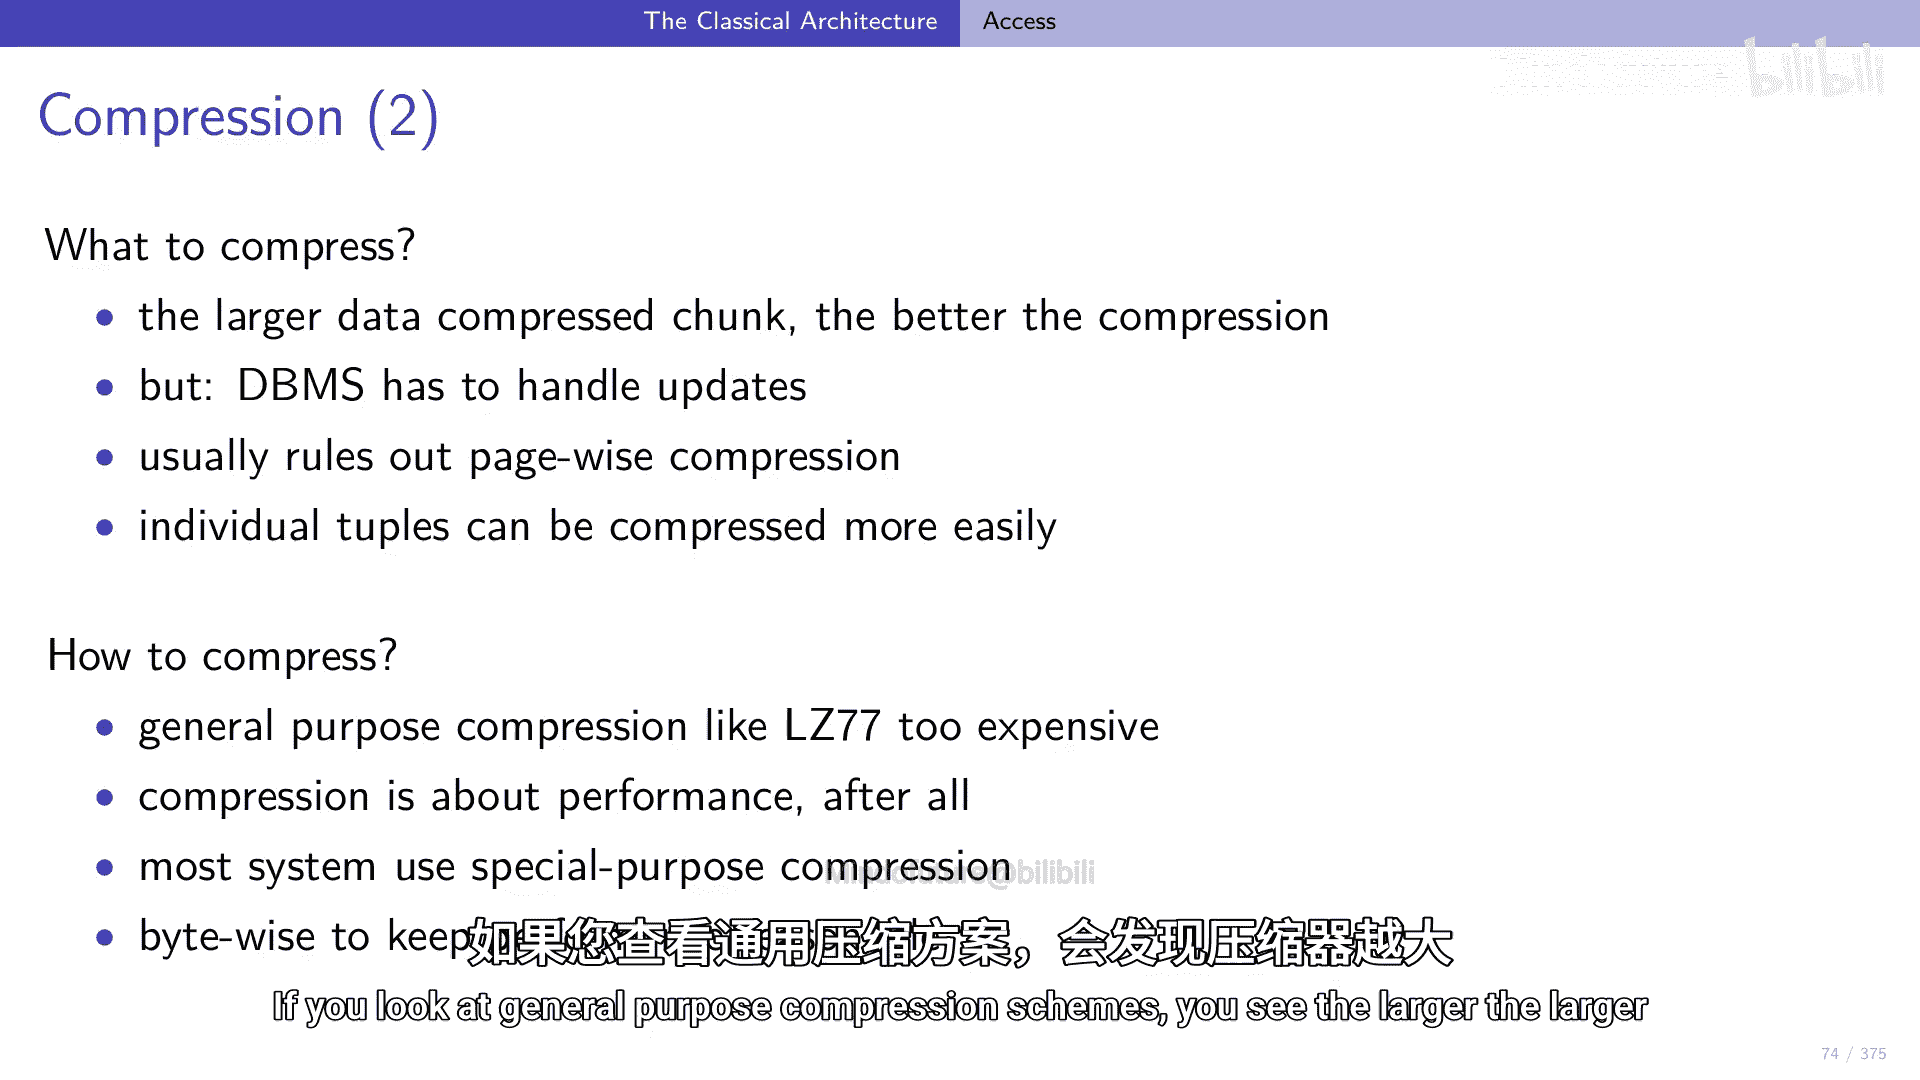 The Classical Architecture
Access
bilibili
Compression (2)
What to compress?
• the larger data compressed chunk, the better the compression
• but: DBMS has to handle updates
• usually rules out page-wise compression
• individual tuples can be compressed more easily
How to compress?
• general purpose compression like LZ77 too expensive
• compression is about performance, after all
• most system use special-purpose compression
@bilibili
• byte-wise to keep
如果您查看通用压缩方案，会发现压缩器越大
If you look at general purpose compression schemes, you see the larger the larger
74 / 375